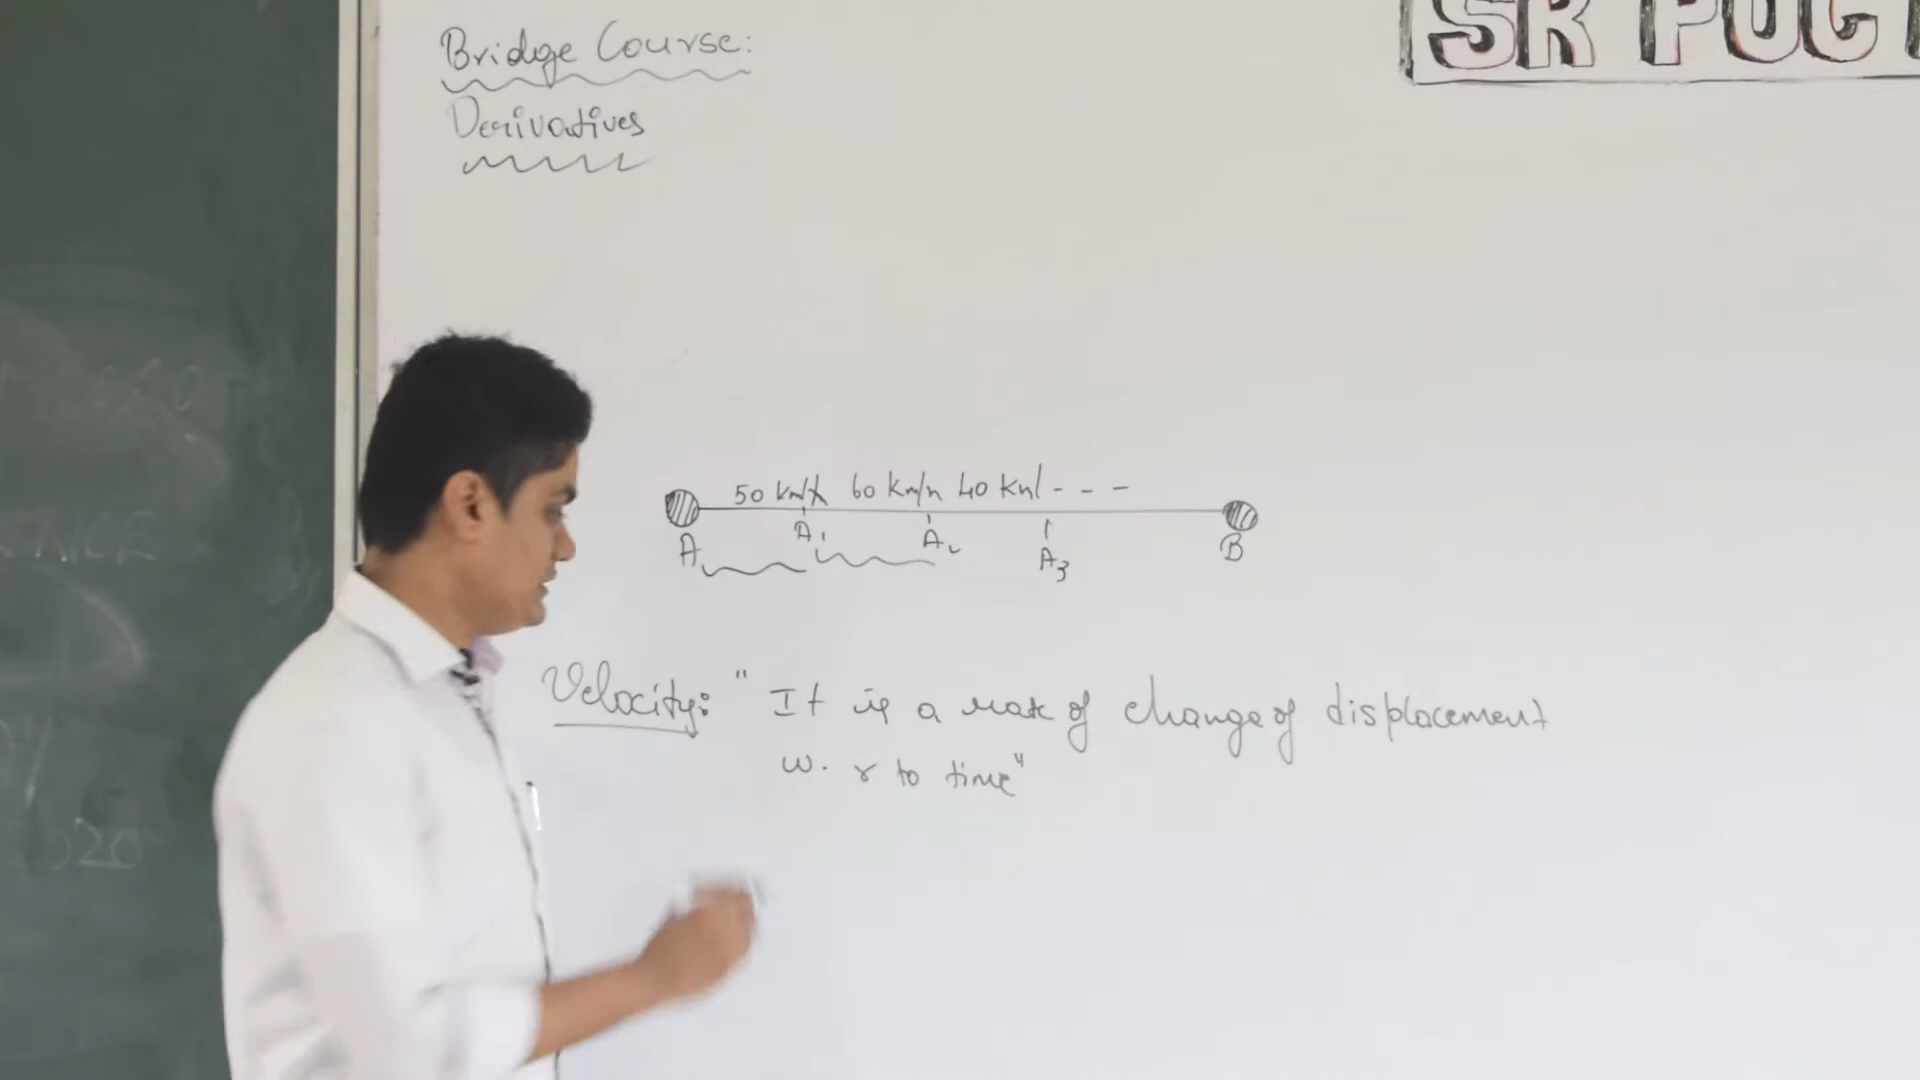 SR PUC
Bridge Course:
Derivatives
50 km/h 60 km/h 40 km/ - - -
A A₁ A₂ A₃ B
Velocity: " It is a rate of change of displacement
w. r to time"
2020